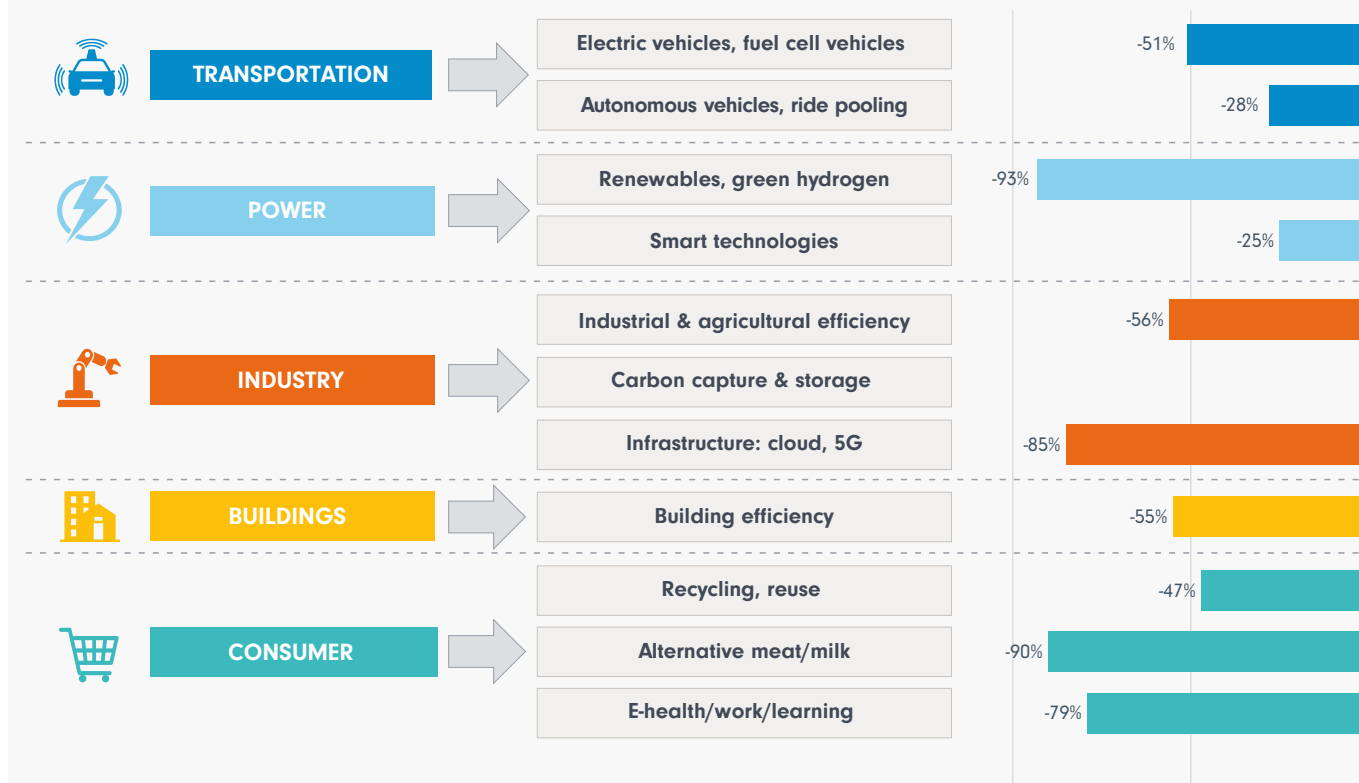 Electric vehicles, fuel cell vehicles
-51%
TRANSPORTATION
Autonomous vehicles, ride pooling
-28%
Renewables, green hydrogen
-93%
POWER
Smart technologies
-25%
Industrial & agricultural efficiency
-56%
INDUSTRY
Carbon capture & storage
Infrastructure: cloud, 5G
-85%
BUILDINGS
Building efficiency
-55%
Recycling, reuse
-47%
CONSUMER
Alternative meat/milk
-90%
E-health/work/learning
-79%